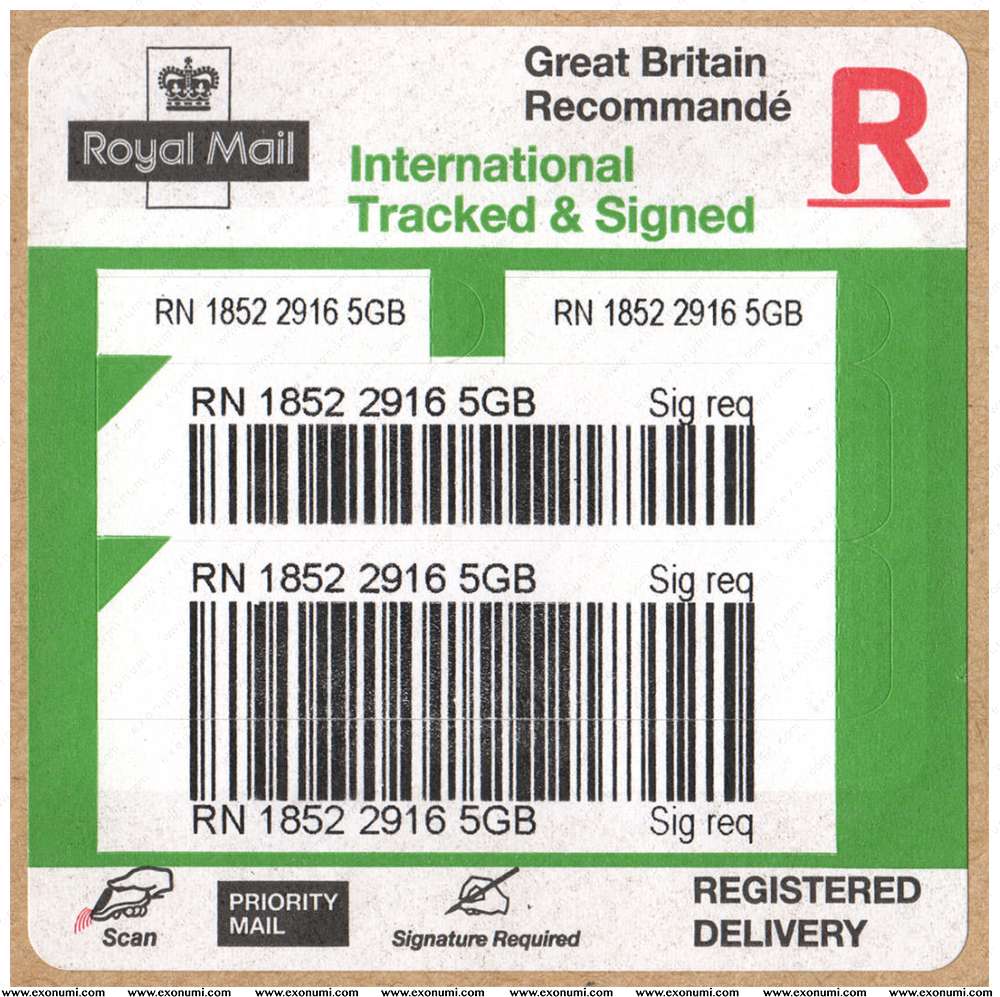 Great Britain
Recommandé
R
Royal Mail
International
Tracked & Signed
RN 1852 2916 5GB
RN 1852 2916 5GB
RN 1852 2916 5GB Sig req
RN 1852 2916 5GB Sig req
RN 1852 2916 5GB Sig req
Scan
PRIORITY
MAIL
Signature Required
REGISTERED
DELIVERY
www.exonumi.com www.exonumi.com www.exonumi.com www.exonumi.com www.exonumi.com www.exonumi.com www.exonumi.com www.exonumi.com